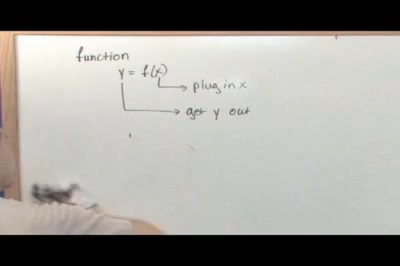 function
y = f(x)
plug in x
get y out